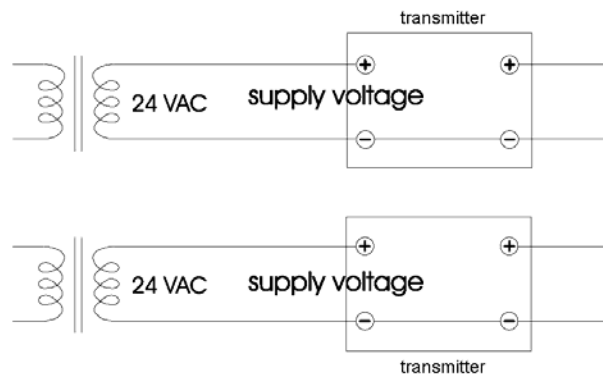 transmitter
24 VAC supply voltage
+ +
− −
24 VAC supply voltage
+ +
− −
transmitter